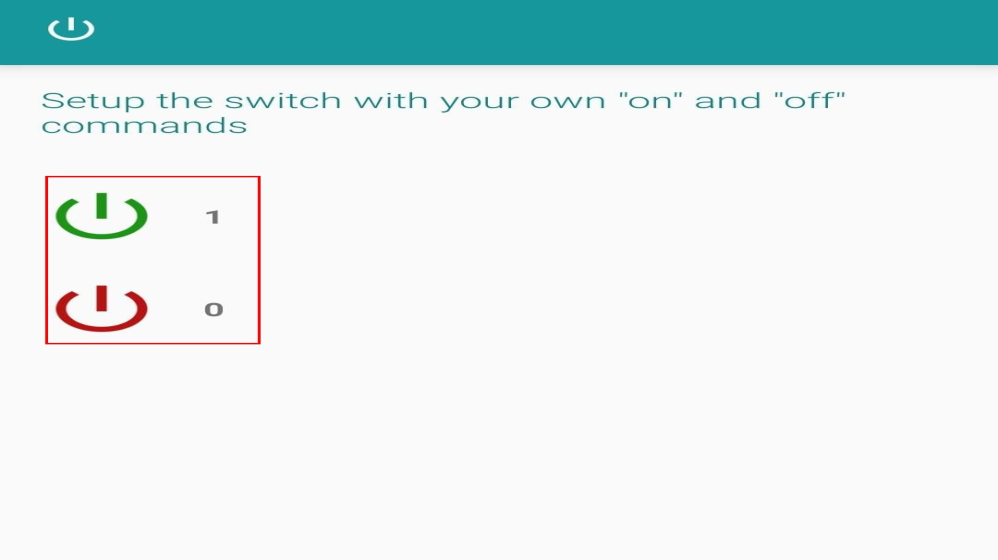 Setup the switch with your own "on" and "off"
commands
1
0